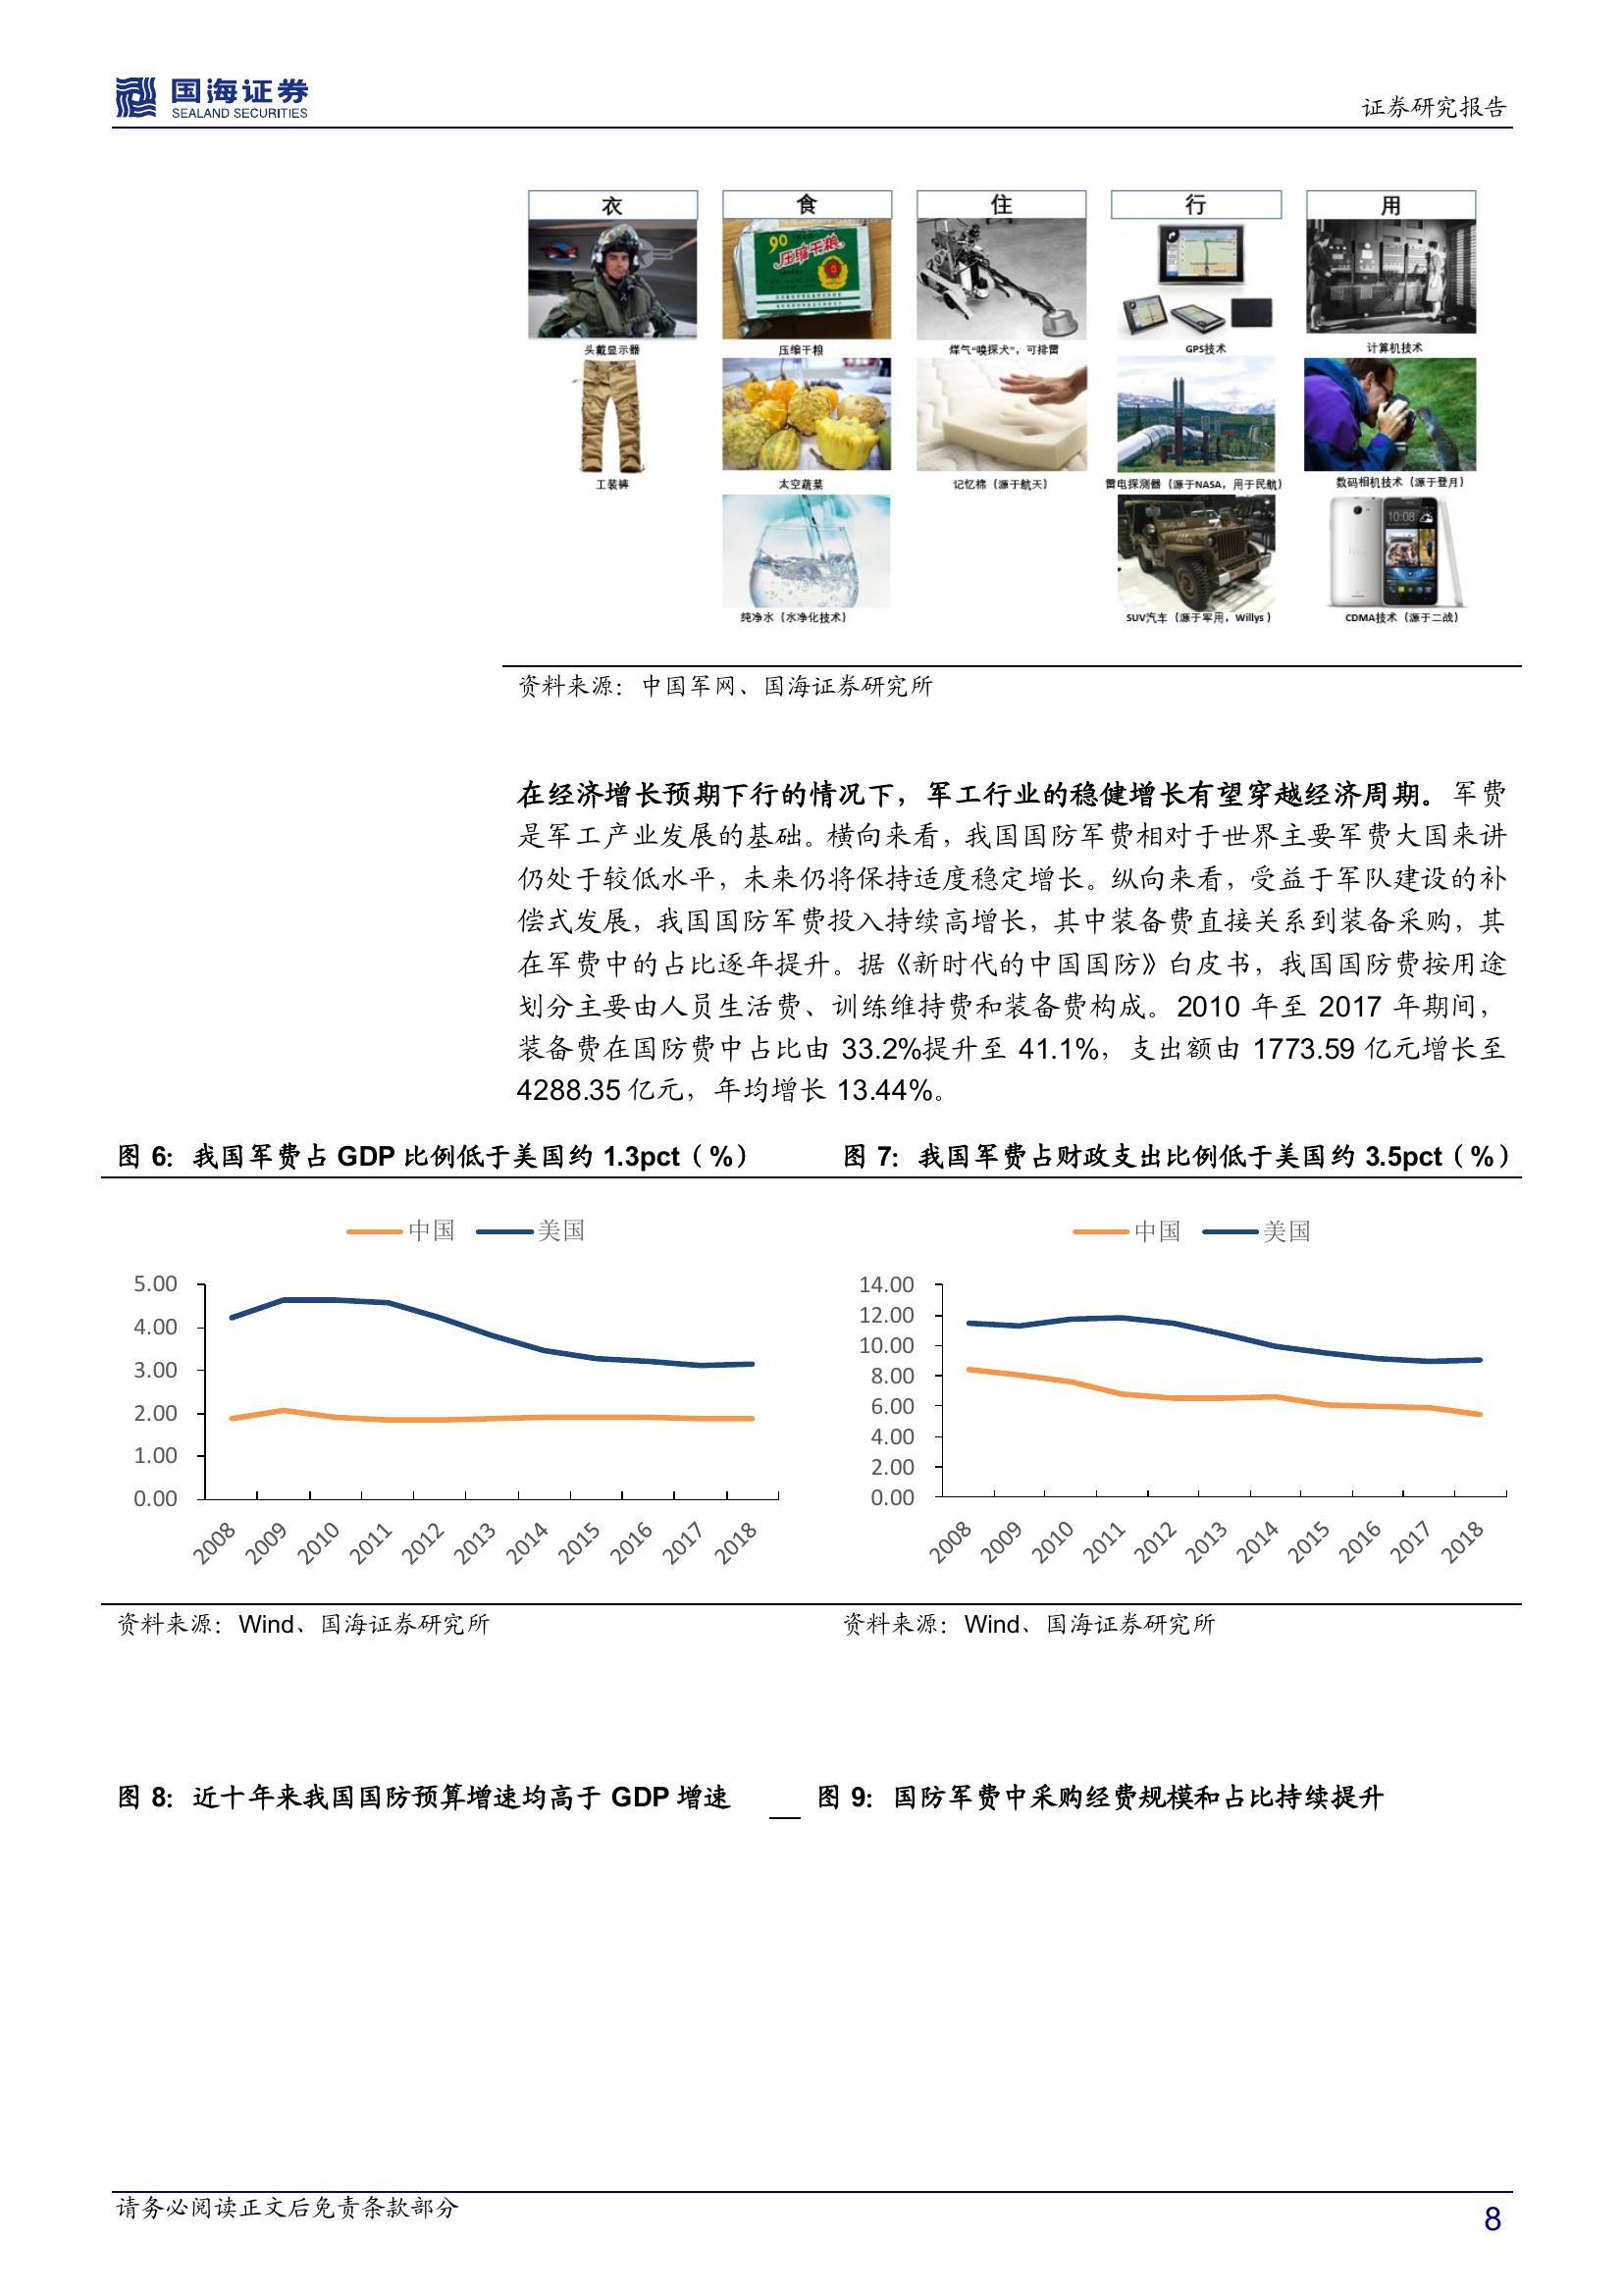 国海证券
SEALAND SECURITIES
证券研究报告
衣 食 住 行 用
90
压缩干粮
头戴显示器 压缩干粮 煤气“嗅探犬”，可排雷 GPS技术 计算机技术
工装裤 太空蔬菜 记忆棉（源于航天） 雷电探测器（源于NASA，用于民航） 数码相机技术（源于登月）
10:08
纯净水（水净化技术） SUV汽车（源于军用，Willys ） CDMA技术（源于二战）
资料来源：中国军网、国海证券研究所
在经济增长预期下行的情况下，军工行业的稳健增长有望穿越经济周期。军费
是军工产业发展的基础。横向来看，我国国防军费相对于世界主要军费大国来讲
仍处于较低水平，未来仍将保持适度稳定增长。纵向来看，受益于军队建设的补
偿式发展，我国国防军费投入持续高增长，其中装备费直接关系到装备采购，其
在军费中的占比逐年提升。据《新时代的中国国防》白皮书，我国国防费按用途
划分主要由人员生活费、训练维持费和装备费构成。2010 年至 2017 年期间，
装备费在国防费中占比由 33.2%提升至 41.1%，支出额由 1773.59 亿元增长至
4288.35 亿元，年均增长 13.44%。
图 6：我国军费占 GDP 比例低于美国约 1.3pct（%）
中国 美国
5.00
4.00
3.00
2.00
1.00
0.00
2008 2009 2010 2011 2012 2013 2014 2015 2016 2017 2018
资料来源：Wind、国海证券研究所
图 7：我国军费占财政支出比例低于美国约 3.5pct（%）
中国 美国
14.00
12.00
10.00
8.00
6.00
4.00
2.00
0.00
2008 2009 2010 2011 2012 2013 2014 2015 2016 2017 2018
资料来源：Wind、国海证券研究所
图 8：近十年来我国国防预算增速均高于 GDP 增速
图 9：国防军费中采购经费规模和占比持续提升
请务必阅读正文后免责条款部分
8